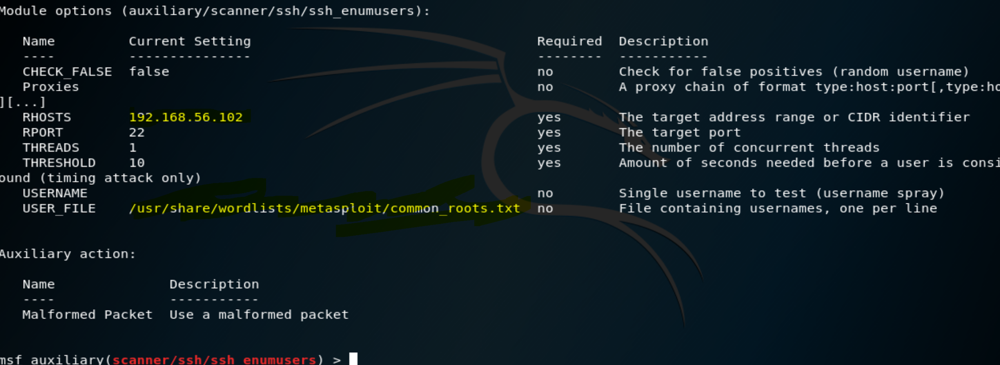 Module options (auxiliary/scanner/ssh/ssh_enumusers):
Name Current Setting Required Description
---- --------------- -------- -----------
CHECK_FALSE false no Check for false positives (random username)
Proxies no A proxy chain of format type:host:port[,type:ho
][...]
RHOSTS 192.168.56.102 yes The target address range or CIDR identifier
RPORT 22 yes The target port
THREADS 1 yes The number of concurrent threads
THRESHOLD 10 yes Amount of seconds needed before a user is consi
ound (timing attack only)
USERNAME no Single username to test (username spray)
USER_FILE /usr/share/wordlists/metasploit/common_roots.txt no File containing usernames, one per line
Auxiliary action:
Name Description
---- -----------
Malformed Packet Use a malformed packet
msf auxiliary(scanner/ssh/ssh_enumusers) >